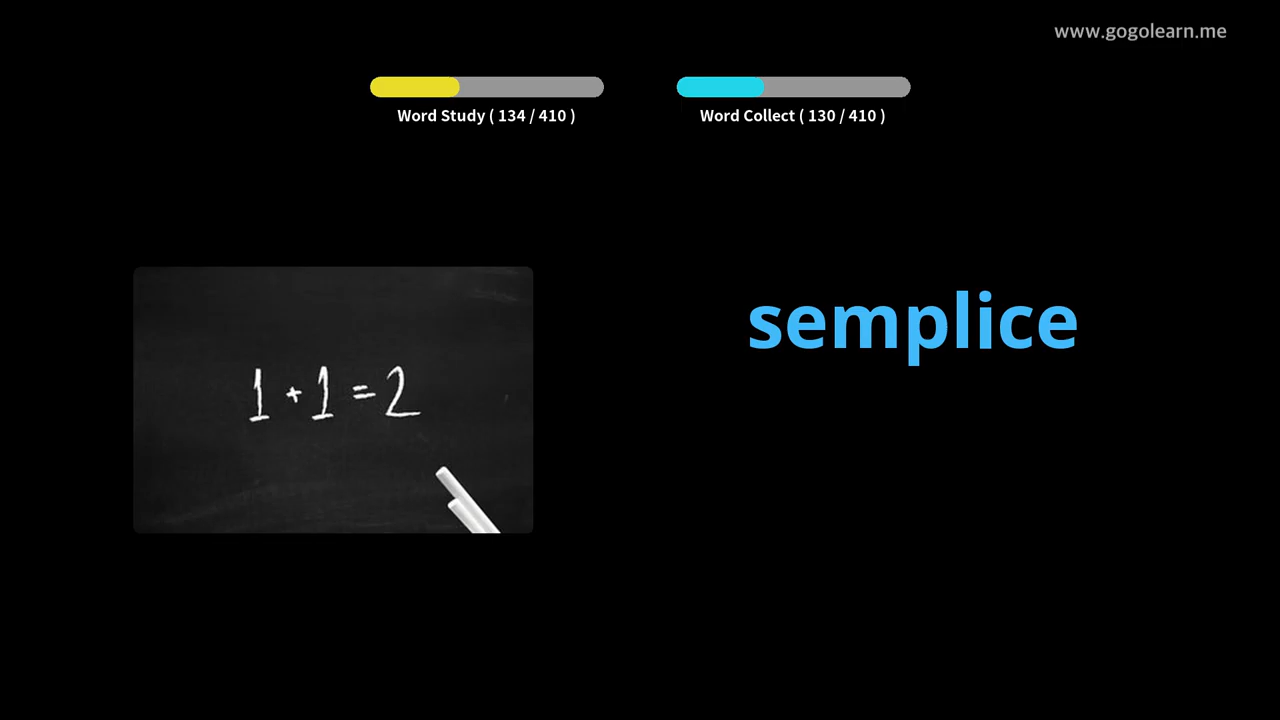 www.gogolearn.me
Word Study ( 134 / 410 )
Word Collect ( 130 / 410 )
semplice
1 + 1 = 2